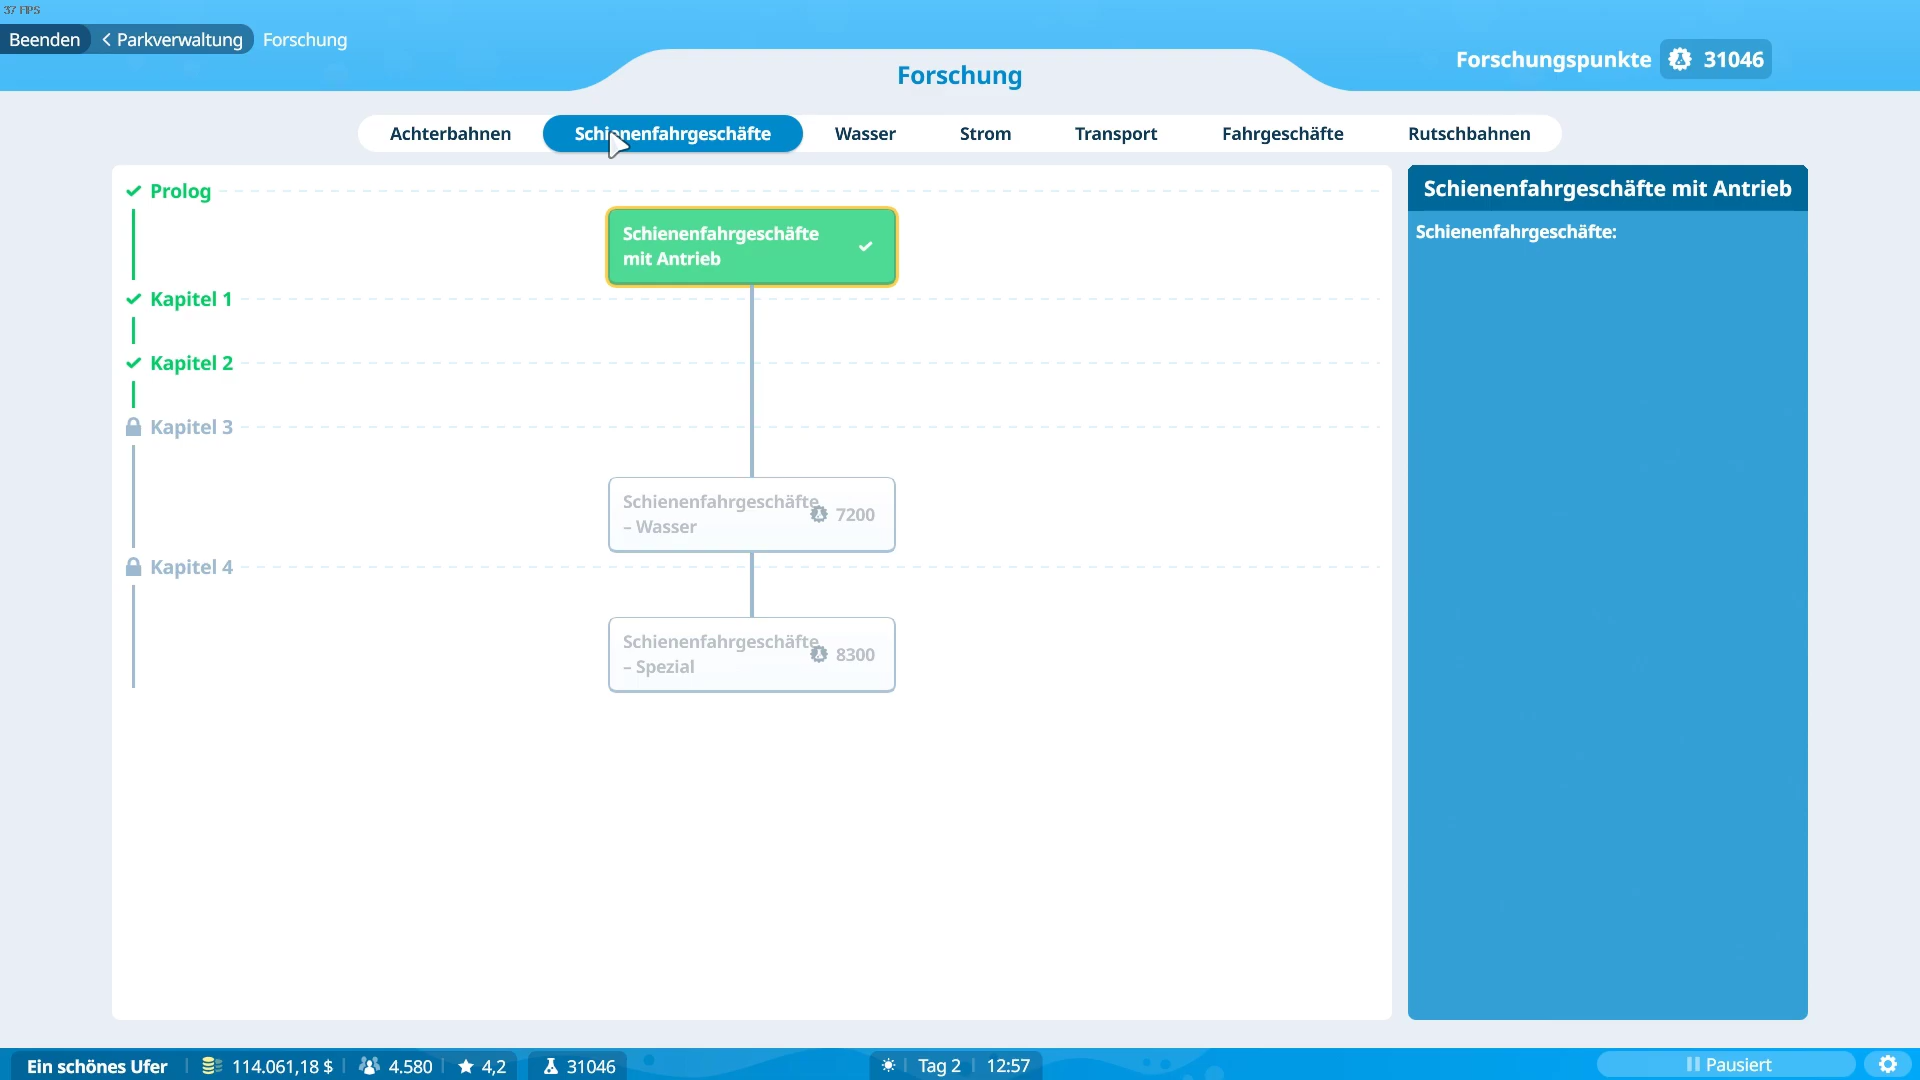 37 FPS
Beenden
Parkverwaltung
Forschung
Forschung
Forschungspunkte 31046
Achterbahnen
Schienenfahrgeschäfte
Wasser
Strom
Transport
Fahrgeschäfte
Rutschbahnen
Prolog
Schienenfahrgeschäfte
mit Antrieb
Kapitel 1
Kapitel 2
Kapitel 3
Schienenfahrgeschäfte
– Wasser
7200
Kapitel 4
Schienenfahrgeschäfte
– Spezial
8300
Schienenfahrgeschäfte mit Antrieb
Schienenfahrgeschäfte:
Ein schönes Ufer
114.061,18 $
4.580
4,2
31046
Tag 2
12:57
Pausiert